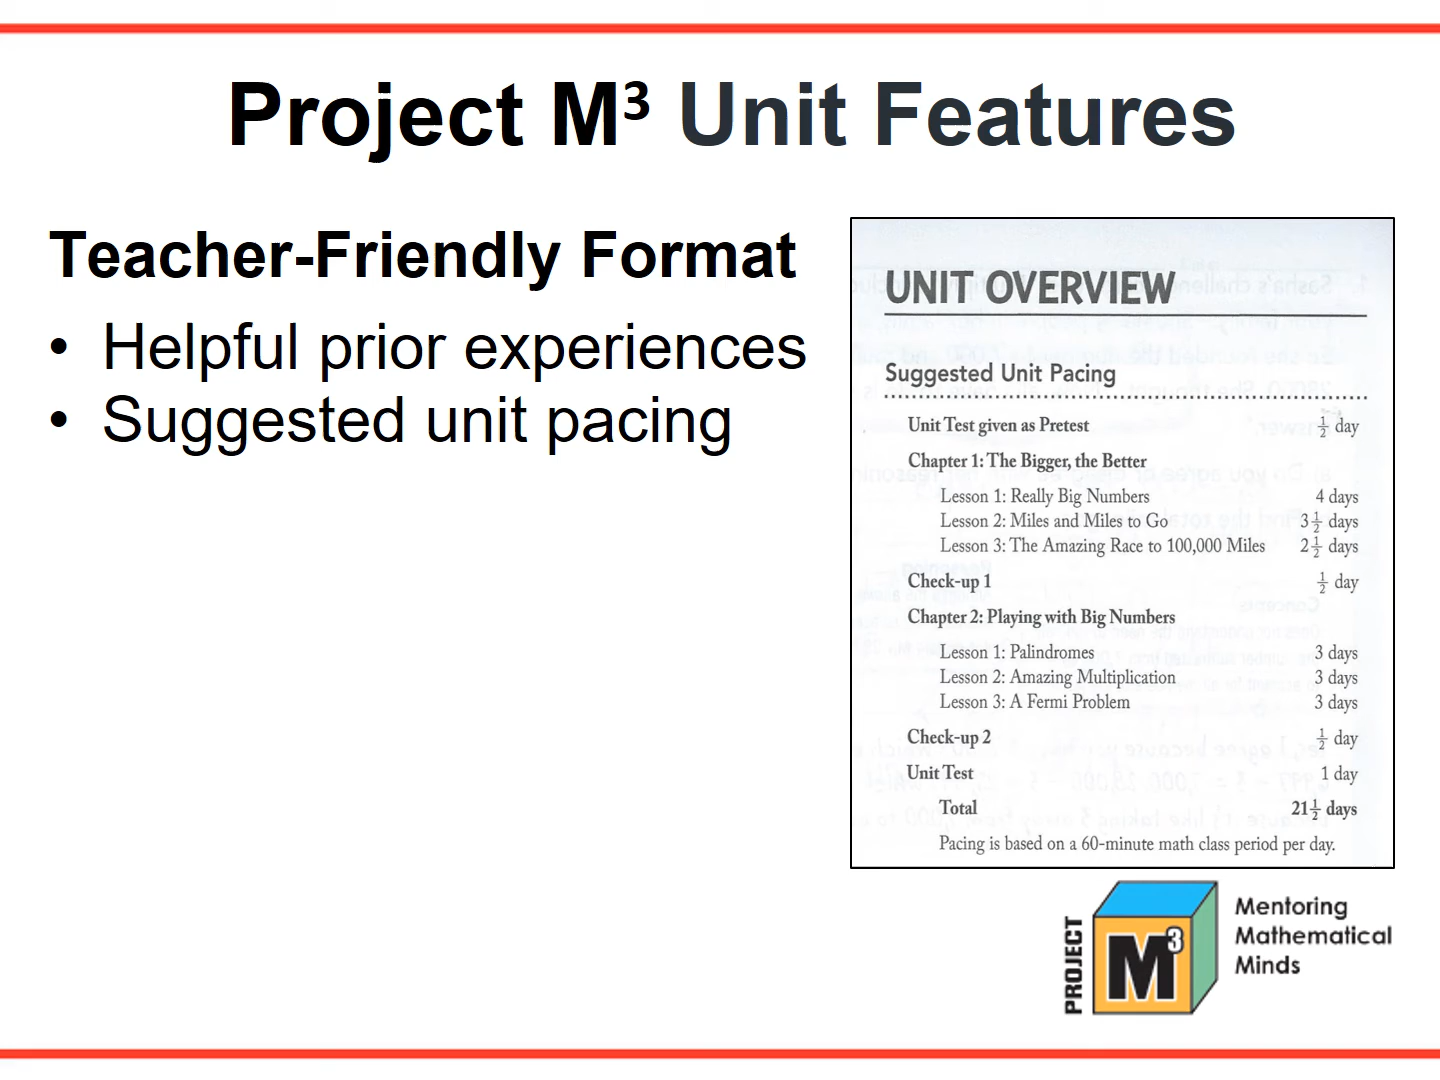 Project M³ Unit Features
Teacher-Friendly Format
• Helpful prior experiences
• Suggested unit pacing
UNIT OVERVIEW
Suggested Unit Pacing
Unit Test given as Pretest ½ day
Chapter 1: The Bigger, the Better
Lesson 1: Really Big Numbers 4 days
Lesson 2: Miles and Miles to Go 3½ days
Lesson 3: The Amazing Race to 100,000 Miles 2½ days
Check-up 1 ½ day
Chapter 2: Playing with Big Numbers
Lesson 1: Palindromes 3 days
Lesson 2: Amazing Multiplication 3 days
Lesson 3: A Fermi Problem 3 days
Check-up 2 ½ day
Unit Test 1 day
Total 21½ days
Pacing is based on a 60-minute math class period per day.
PROJECT
M³
Mentoring
Mathematical
Minds